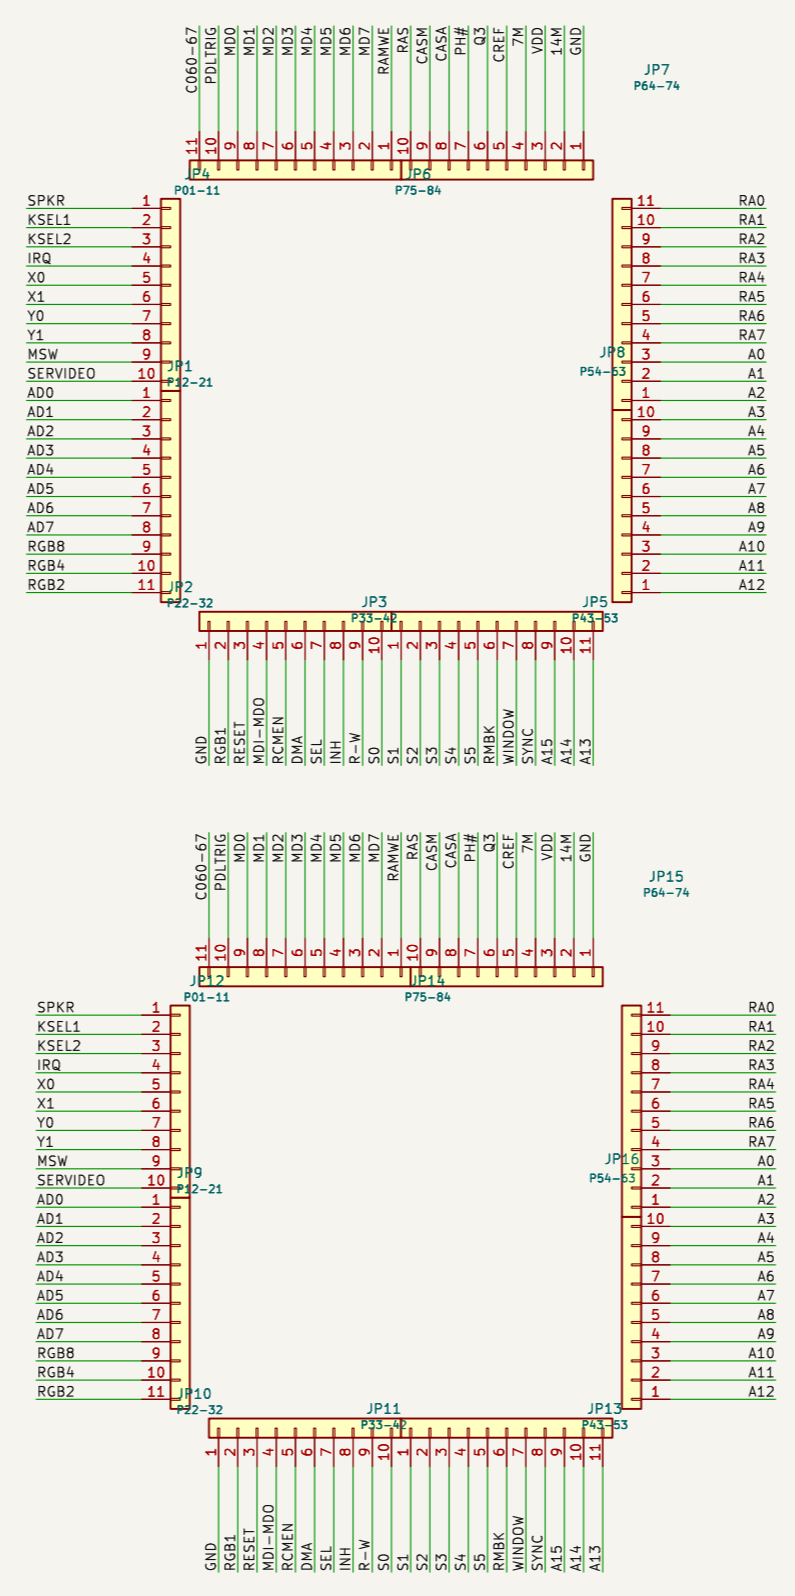 C060-67 PDLTRIG MD0 MD1 MD2 MD3 MD4 MD5 MD6 MD7 RAMWE RAS CASM CASA PH# Q3 CREF 7M VDD 14M GND
JP7
P64-74
11 10 9 8 7 6 5 4 3 2 1 10 9 8 7 6 5 4 3 2 1
JP4 JP6
P01-11 P75-84
SPKR 1 11 RA0
KSEL1 2 10 RA1
KSEL2 3 9 RA2
IRQ 4 8 RA3
X0 5 7 RA4
X1 6 6 RA5
Y0 7 5 RA6
Y1 8 4 RA7
MSW 9 JP8 3 A0
JP1
SERVIDEO 10 P12-21 P54-63 2 A1
AD0 1 1 A2
AD1 2 10 A3
AD2 3 9 A4
AD3 4 8 A5
AD4 5 7 A6
AD5 6 6 A7
AD6 7 5 A8
AD7 8 4 A9
RGB8 9 3 A10
RGB4 10 2 A11
RGB2 11 JP2 1 A12
P22-32 JP3 JP5
P33-42 P43-53
1 2 3 4 5 6 7 8 9 10 1 2 3 4 5 6 7 8 9 10 11
GND RGB1 RESET MDI-MDO RCMEN DMA SEL INH R-W S0 S1 S2 S3 S4 S5 RMBK WINDOW SYNC A15 A14 A13
C060-67 PDLTRIG MD0 MD1 MD2 MD3 MD4 MD5 MD6 MD7 RAMWE RAS CASM CASA PH# Q3 CREF 7M VDD 14M GND
JP15
P64-74
11 10 9 8 7 6 5 4 3 2 1 10 9 8 7 6 5 4 3 2 1
JP12 JP14
P01-11 P75-84
SPKR 1 11 RA0
KSEL1 2 10 RA1
KSEL2 3 9 RA2
IRQ 4 8 RA3
X0 5 7 RA4
X1 6 6 RA5
Y0 7 5 RA6
Y1 8 4 RA7
MSW 9 JP16 3 A0
JP9
SERVIDEO 10 P12-21 P54-63 2 A1
AD0 1 1 A2
AD1 2 10 A3
AD2 3 9 A4
AD3 4 8 A5
AD4 5 7 A6
AD5 6 6 A7
AD6 7 5 A8
AD7 8 4 A9
RGB8 9 3 A10
RGB4 10 2 A11
RGB2 11 JP10 1 A12
P22-32 JP11 JP13
P33-42 P43-53
1 2 3 4 5 6 7 8 9 10 1 2 3 4 5 6 7 8 9 10 11
GND RGB1 RESET MDI-MDO RCMEN DMA SEL INH R-W S0 S1 S2 S3 S4 S5 RMBK WINDOW SYNC A15 A14 A13